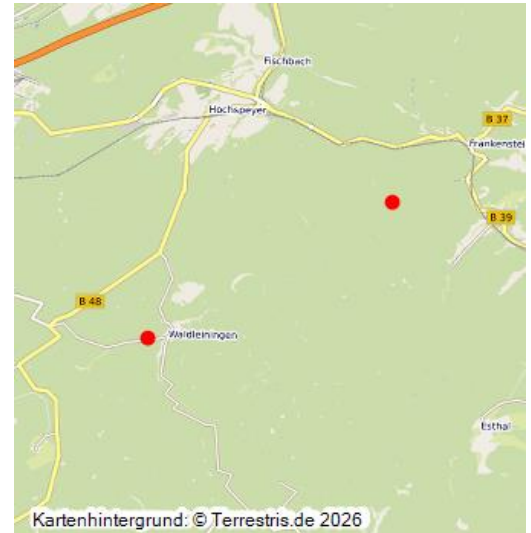 Fischbach
Hochspeyer
B 37
Frankenstei
B 39
B 48
Waldleiningen
Esthal
Kartenhintergrund: © Terrestris.de 2026